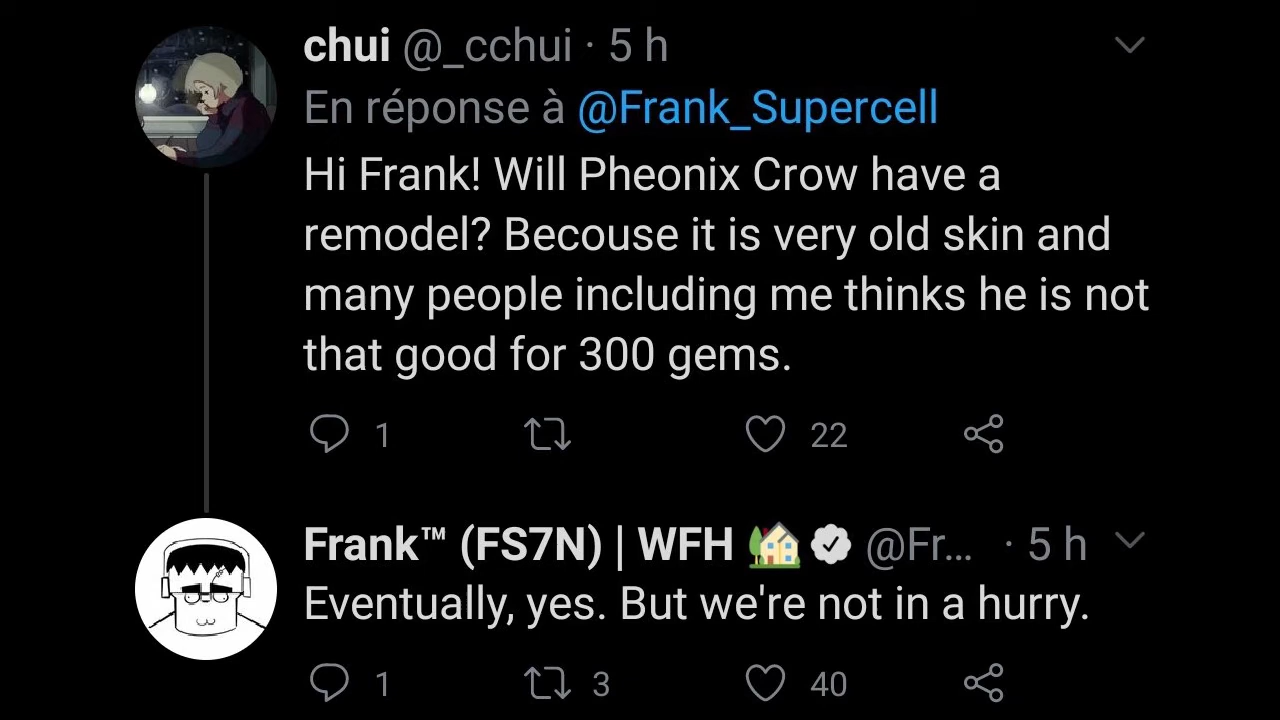 chui @_cchui · 5 h
En réponse à @Frank_Supercell
Hi Frank! Will Pheonix Crow have a
remodel? Becouse it is very old skin and
many people including me thinks he is not
that good for 300 gems.
1 22
Frank™ (FS7N) | WFH 🏡 @Fr... · 5 h
Eventually, yes. But we're not in a hurry.
1 3 40